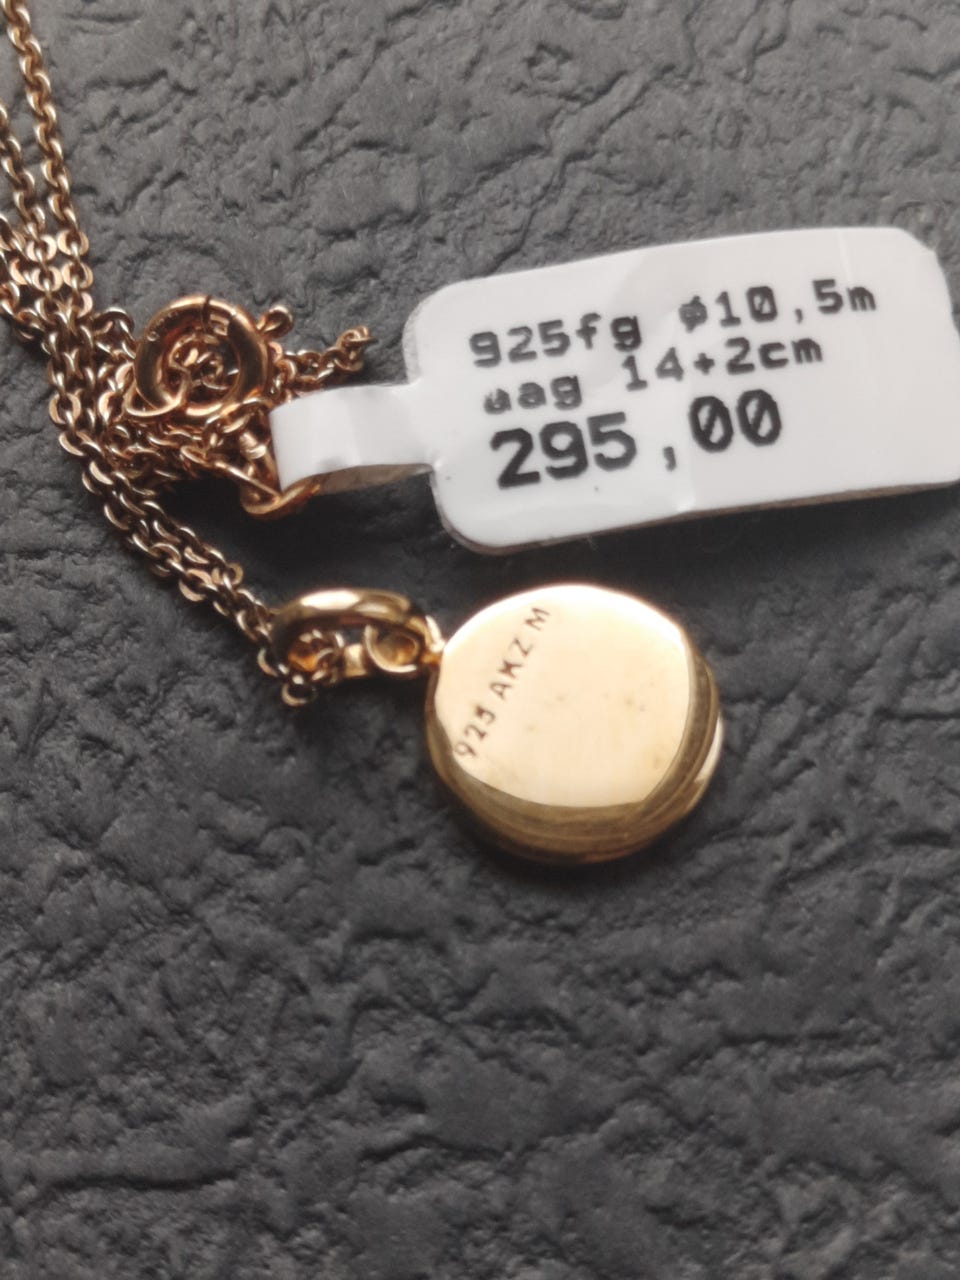 925fg ø10,5m
aag 14+2cm
295,00
925 AKZ M